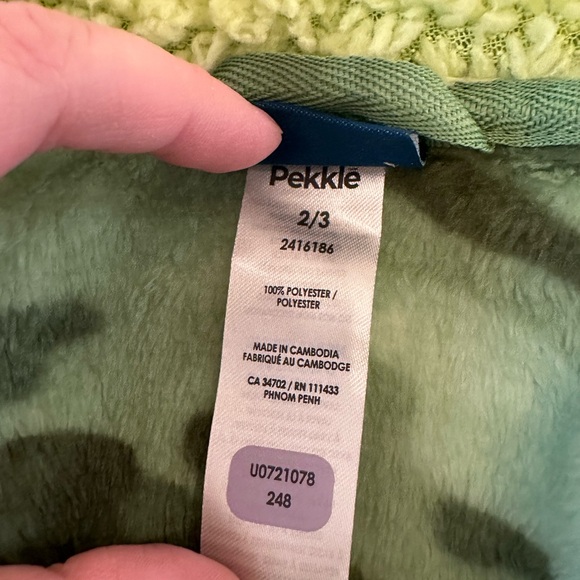 Pekkle
2/3
2416186
100% POLYESTER /
POLYESTER
MADE IN CAMBODIA
FABRIQUÉ AU CAMBODGE
CA 34702 / RN 111433
PHNOM PENH
U0721078
248